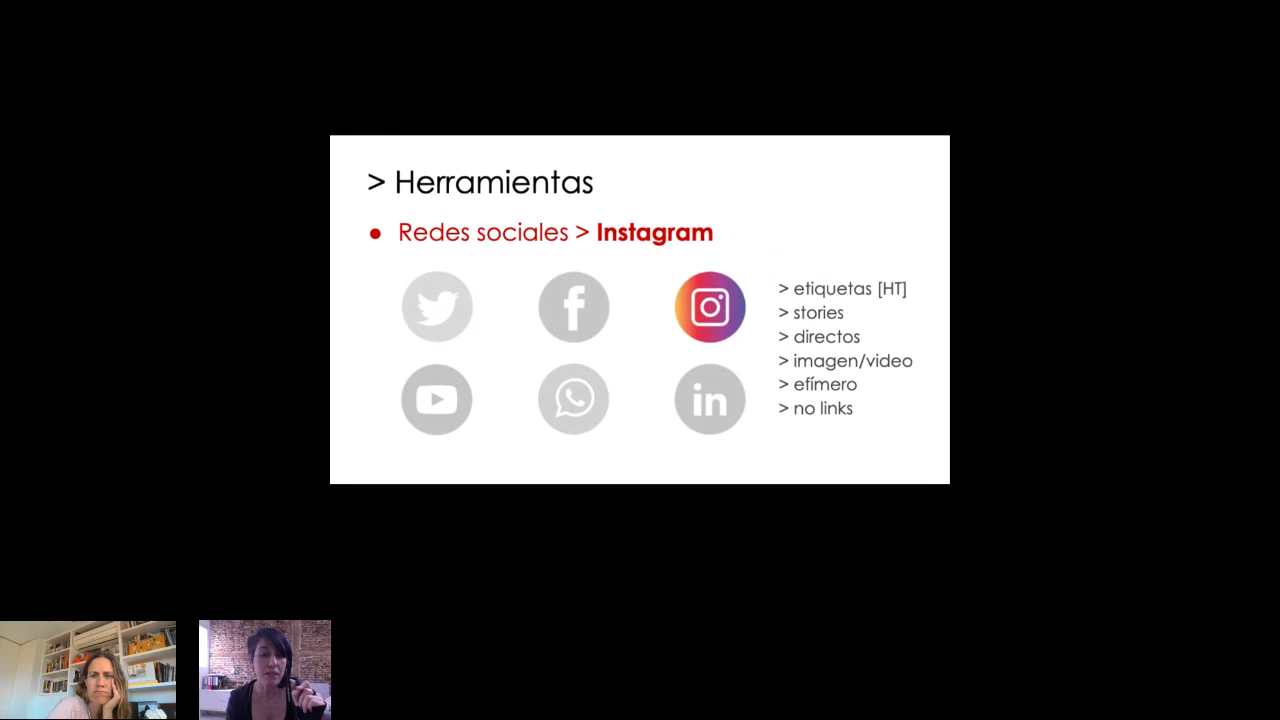 > Herramientas
● Redes sociales > Instagram
> etiquetas [HT]
> stories
> directos
> imagen/video
> efímero
> no links